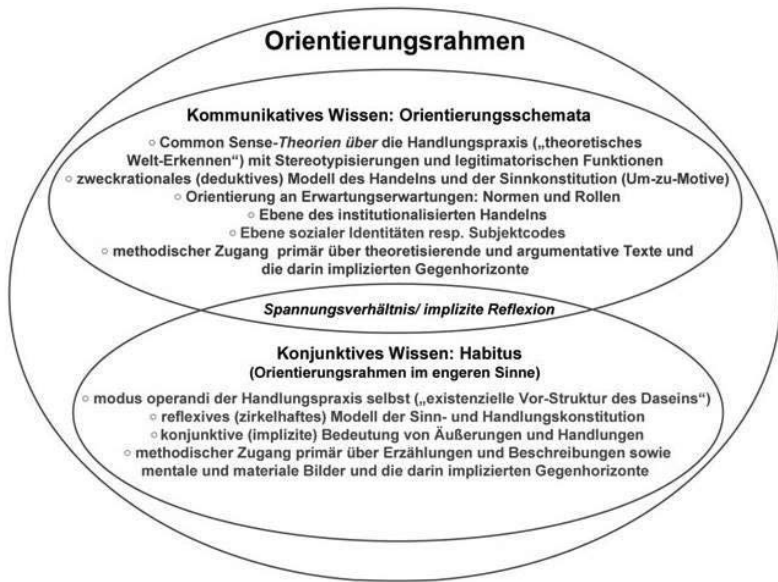 Orientierungsrahmen
Kommunikatives Wissen: Orientierungsschemata
○ Common Sense-Theorien über die Handlungspraxis („theoretisches
Welt-Erkennen“) mit Stereotypisierungen und legitimatorischen Funktionen
○ zweckrationales (deduktives) Modell des Handelns und der Sinnkonstitution (Um-zu-Motive)
○ Orientierung an Erwartungserwartungen: Normen und Rollen
○ Ebene des institutionalisierten Handelns
○ Ebene sozialer Identitäten resp. Subjektcodes
○ methodischer Zugang primär über theoretisierende und argumentative Texte und
die darin implizierten Gegenhorizonte
Spannungsverhältnis/ implizite Reflexion
Konjunktives Wissen: Habitus
(Orientierungsrahmen im engeren Sinne)
○ modus operandi der Handlungspraxis selbst („existenzielle Vor-Struktur des Daseins“)
○ reflexives (zirkelhaftes) Modell der Sinn- und Handlungskonstitution
○ konjunktive (implizite) Bedeutung von Äußerungen und Handlungen
○ methodischer Zugang primär über Erzählungen und Beschreibungen sowie
mentale und materiale Bilder und die darin implizierten Gegenhorizonte